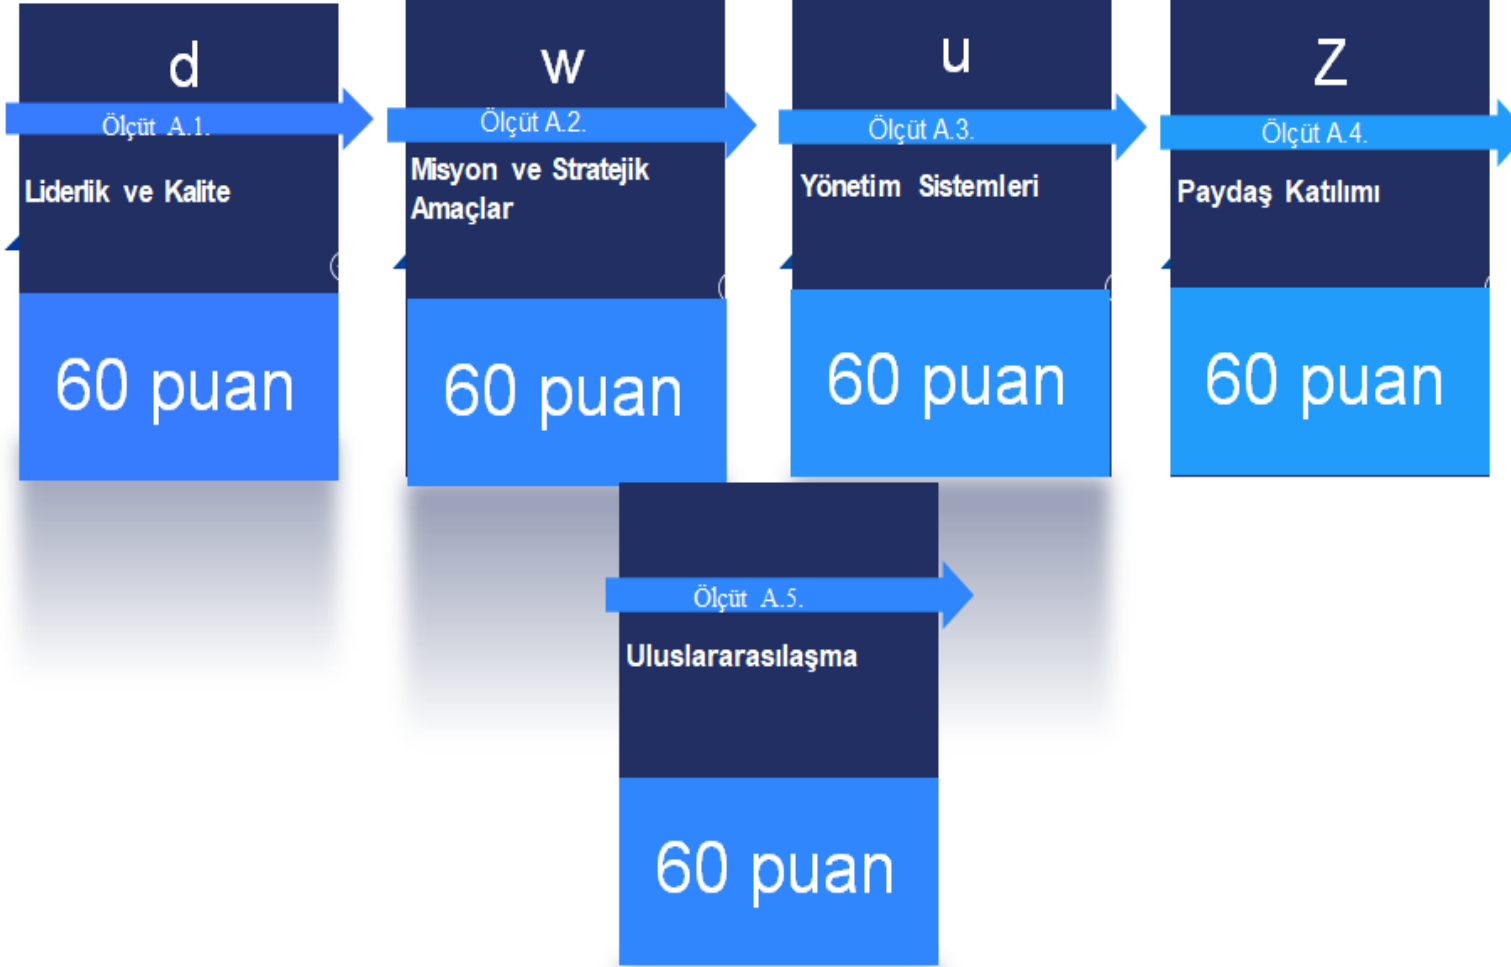 d
Ölçüt A.1.
Liderlik ve Kalite
60 puan
w
Ölçüt A.2.
Misyon ve Stratejik
Amaçlar
60 puan
u
Ölçüt A.3.
Yönetim Sistemleri
60 puan
Z
Ölçüt A.4.
Paydaş Katılımı
60 puan
Ölçüt A.5.
Uluslararasılaşma
60 puan